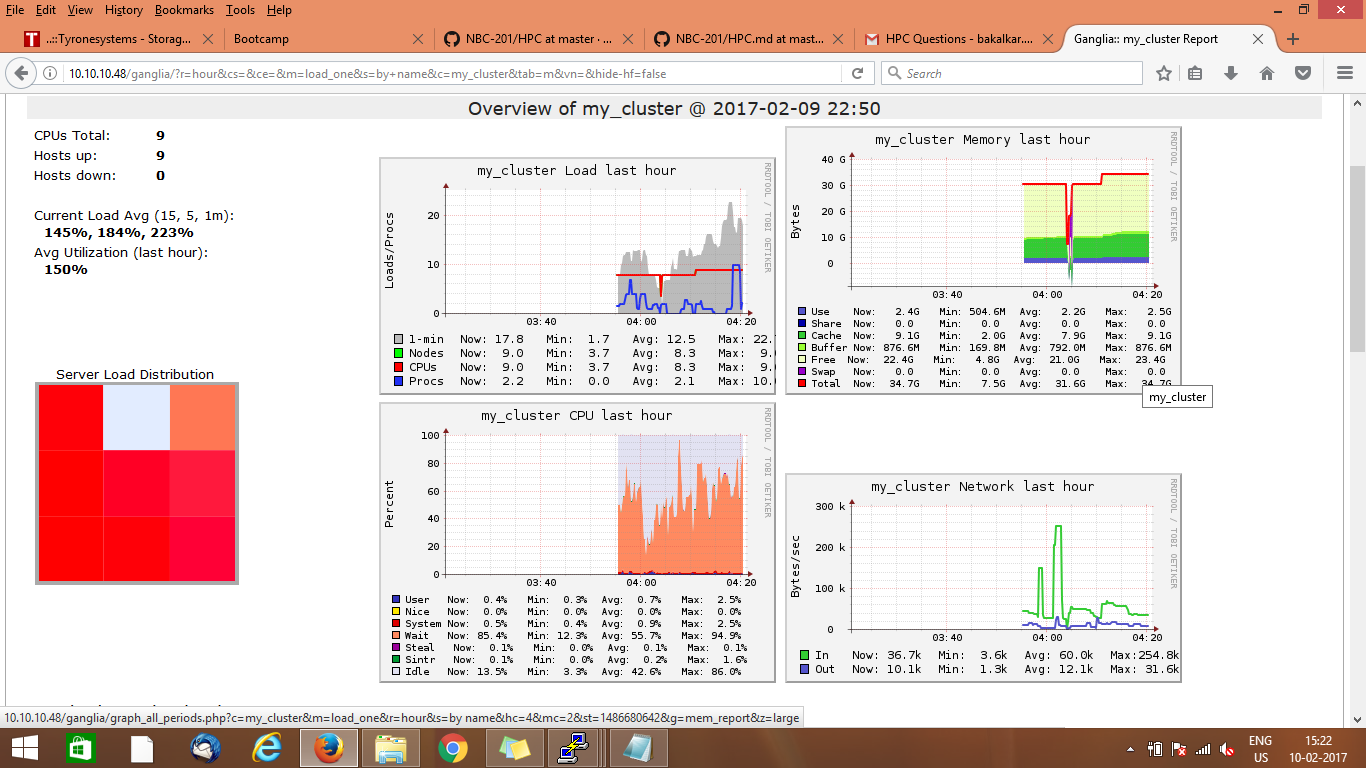 File Edit View History Bookmarks Tools Help
..::Tyronesystems - Storag...
Bootcamp
NBC-201/HPC at master · ...
NBC-201/HPC.md at mast...
HPC Questions - bakalkar....
Ganglia:: my_cluster Report
10.10.10.48/ganglia/?r=hour&cs=&ce=&m=load_one&s=by+name&c=my_cluster&tab=m&vn=&hide-hf=false
Search
Overview of my_cluster @ 2017-02-09 22:50
CPUs Total: 9
Hosts up: 9
Hosts down: 0
Current Load Avg (15, 5, 1m):
145%, 184%, 223%
Avg Utilization (last hour):
150%
Server Load Distribution
my_cluster Load last hour
RRDTOOL / TOBI OETIKER
Loads/Procs
20
10
0
03:40 04:00 04:20
1-min Now: 17.8 Min: 1.7 Avg: 12.5 Max: 22.
Nodes Now: 9.0 Min: 3.7 Avg: 8.3 Max: 9.
CPUs Now: 9.0 Min: 3.7 Avg: 8.3 Max: 9.
Procs Now: 2.2 Min: 0.0 Avg: 2.1 Max: 10.
my_cluster Memory last hour
RRDTOOL / TOBI OETIKER
Bytes
40 G
30 G
20 G
10 G
0
03:40 04:00 04:20
Use Now: 2.4G Min: 504.6M Avg: 2.2G Max: 2.5G
Share Now: 0.0 Min: 0.0 Avg: 0.0 Max: 0.0
Cache Now: 9.1G Min: 2.0G Avg: 7.9G Max: 9.1G
Buffer Now: 876.6M Min: 169.8M Avg: 792.0M Max: 876.6M
Free Now: 22.4G Min: 4.8G Avg: 21.0G Max: 23.4G
Swap Now: 0.0 Min: 0.0 Avg: 0.0 Max: 0.0
Total Now: 34.7G Min: 7.5G Avg: 31.6G Max: 34.7G
my_cluster
my_cluster CPU last hour
RRDTOOL / TOBI OETIKER
Percent
100
80
60
40
20
0
03:40 04:00 04:20
User Now: 0.4% Min: 0.3% Avg: 0.7% Max: 2.5%
Nice Now: 0.0% Min: 0.0% Avg: 0.0% Max: 0.0%
System Now: 0.5% Min: 0.4% Avg: 0.9% Max: 2.5%
Wait Now: 85.4% Min: 12.3% Avg: 55.7% Max: 94.9%
Steal Now: 0.1% Min: 0.0% Avg: 0.1% Max: 0.1%
Sintr Now: 0.1% Min: 0.0% Avg: 0.2% Max: 1.6%
Idle Now: 13.5% Min: 3.3% Avg: 42.6% Max: 86.0%
my_cluster Network last hour
RRDTOOL / TOBI OETIKER
Bytes/sec
300 k
200 k
100 k
0
03:40 04:00 04:20
In Now: 36.7k Min: 3.6k Avg: 60.0k Max:254.8k
Out Now: 10.1k Min: 1.3k Avg: 12.1k Max: 31.6k
10.10.10.48/ganglia/graph_all_periods.php?c=my_cluster&m=load_one&r=hour&s=by name&hc=4&mc=2&st=1486680642&g=mem_report&z=large
ENG
US
15:22
10-02-2017